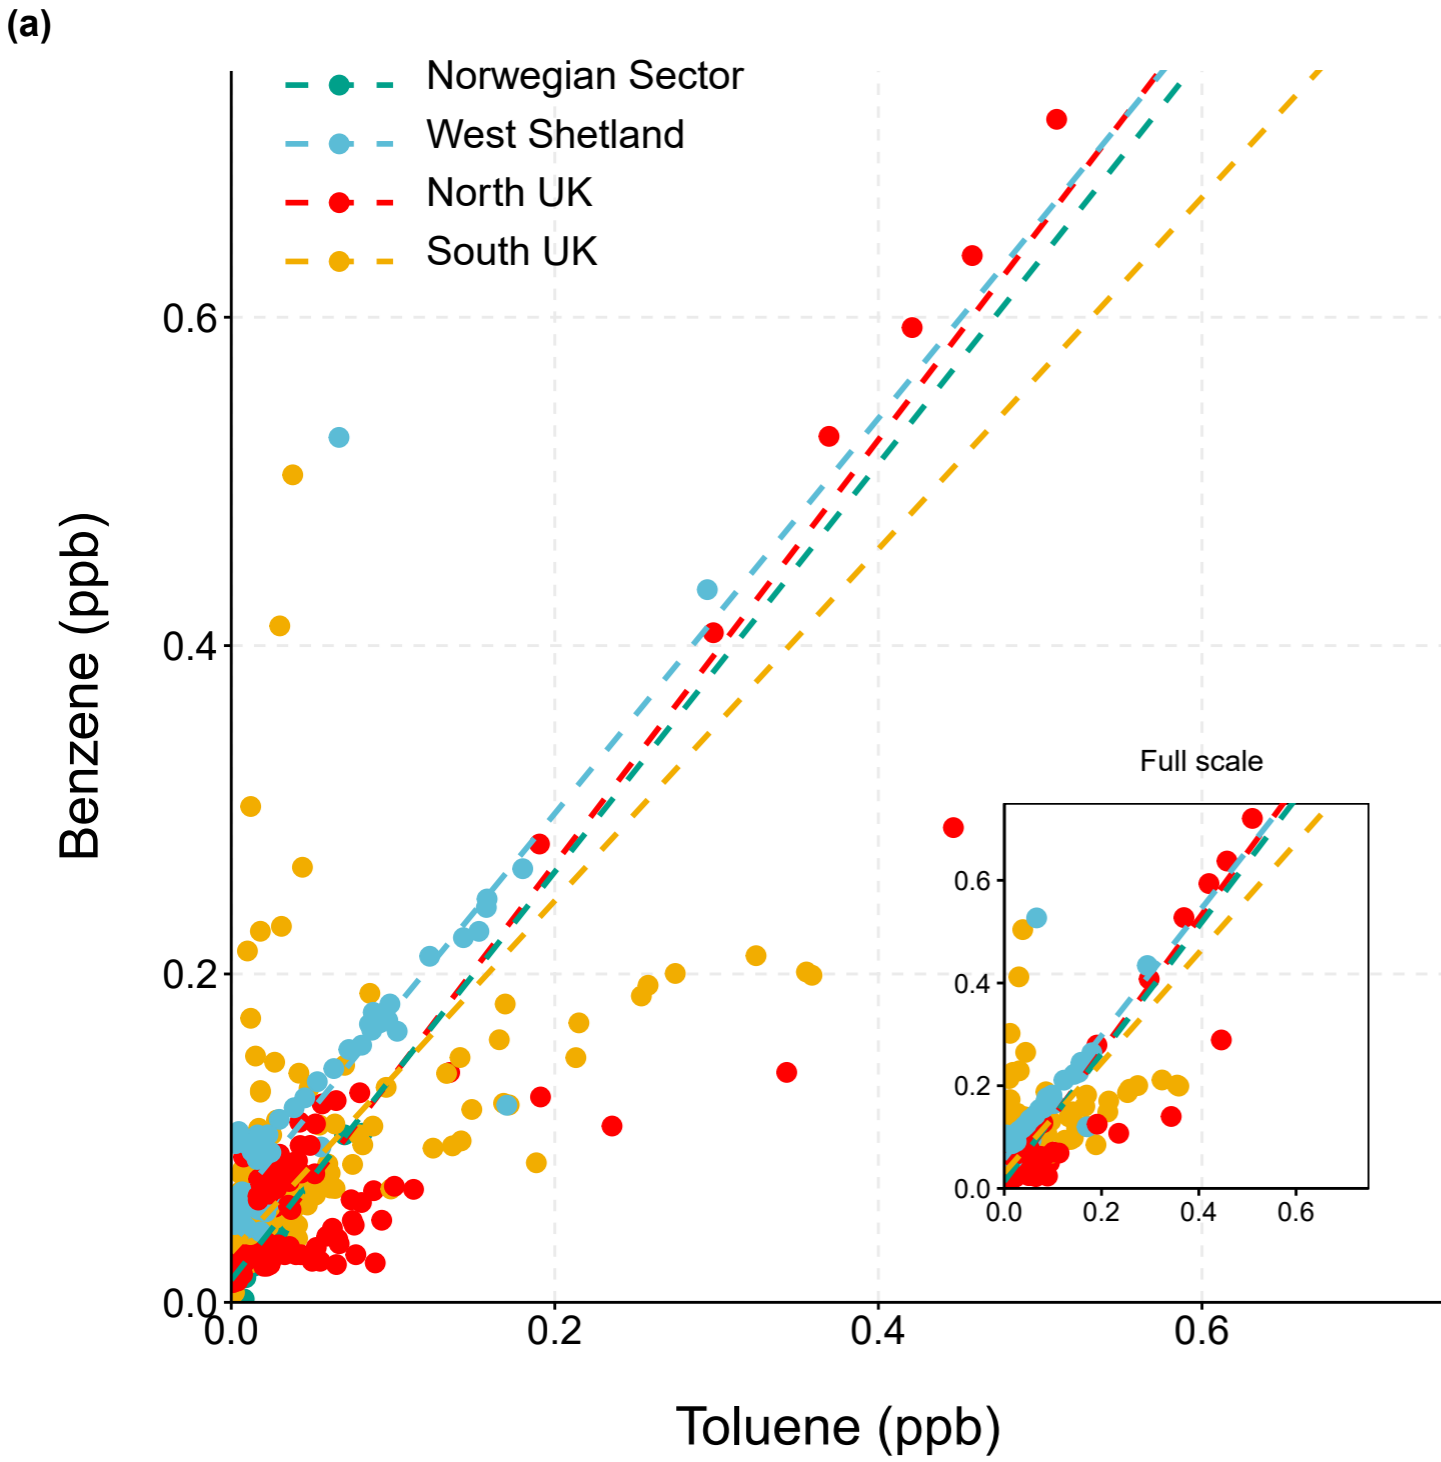 (a)
Norwegian Sector
West Shetland
North UK
South UK
0.6
0.4
0.2
0.0
0.0 0.2 0.4 0.6
Benzene (ppb)
Toluene (ppb)
Full scale
0.6
0.4
0.2
0.0
0.0 0.2 0.4 0.6